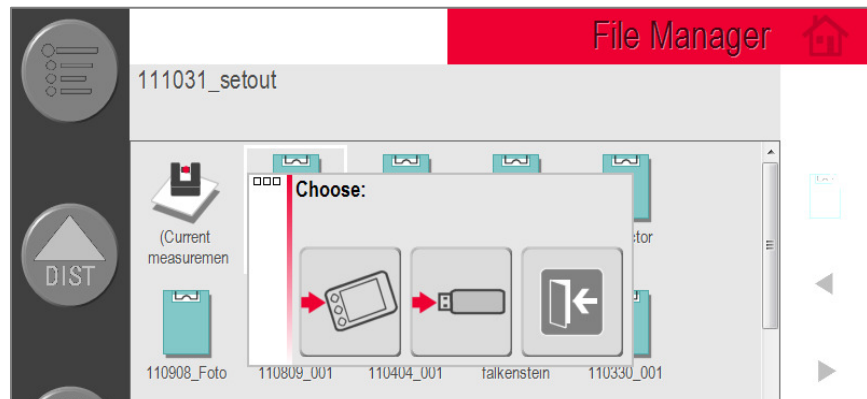 File Manager
111031_setout
Choose:
(Current
measuremen
ctor
DIST
110908_Foto
110809_001
110404_001
falkenstein
110330_001